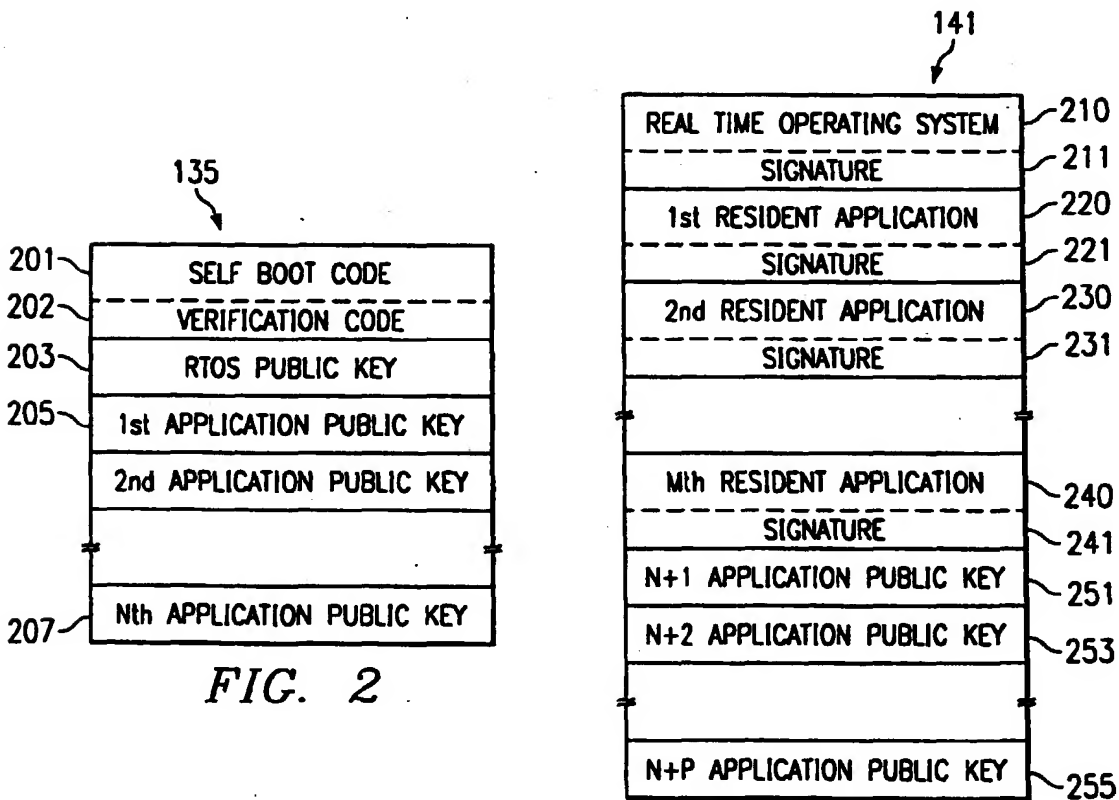 135
201
SELF BOOT CODE
202
VERIFICATION CODE
203
RTOS PUBLIC KEY
205
1st APPLICATION PUBLIC KEY
2nd APPLICATION PUBLIC KEY
207
Nth APPLICATION PUBLIC KEY
FIG. 2
141
REAL TIME OPERATING SYSTEM
210
SIGNATURE
211
1st RESIDENT APPLICATION
220
SIGNATURE
221
2nd RESIDENT APPLICATION
230
SIGNATURE
231
Mth RESIDENT APPLICATION
240
SIGNATURE
241
N+1 APPLICATION PUBLIC KEY
251
N+2 APPLICATION PUBLIC KEY
253
N+P APPLICATION PUBLIC KEY
255